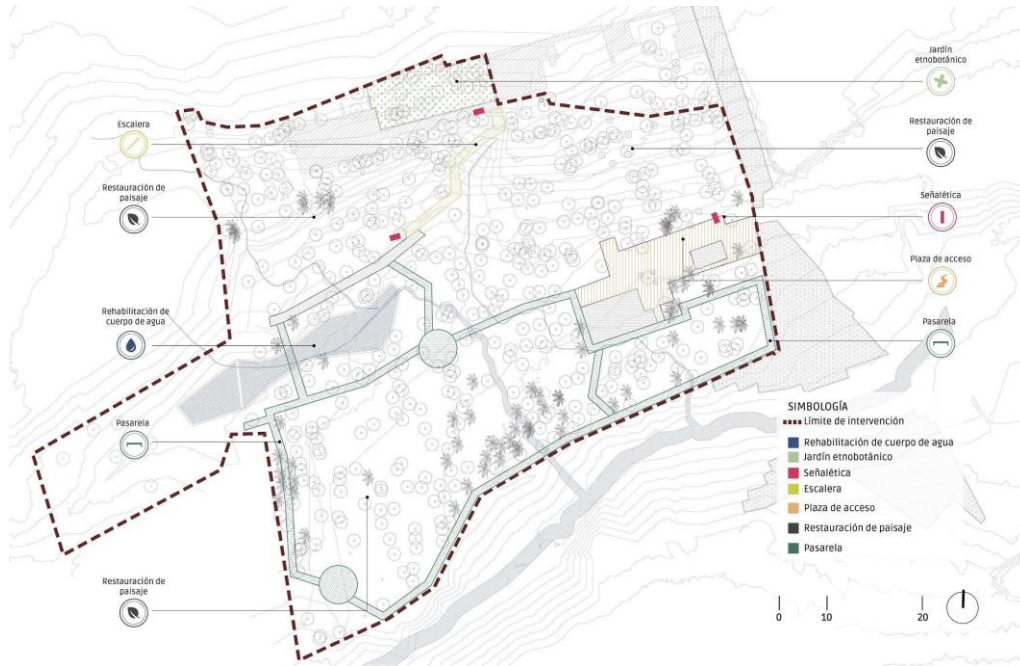 Jardín
etnobotánico
Escalera
Restauración de
paisaje
Restauración de
paisaje
Señalética
Plaza de acceso
Rehabilitación de
cuerpo de agua
Pasarela
Pasarela
SIMBOLOGÍA
Límite de intervención
Rehabilitación de cuerpo de agua
Jardín etnobotánico
Señalética
Escalera
Plaza de acceso
Restauración de paisaje
Pasarela
Restauración de
paisaje
0 10 20